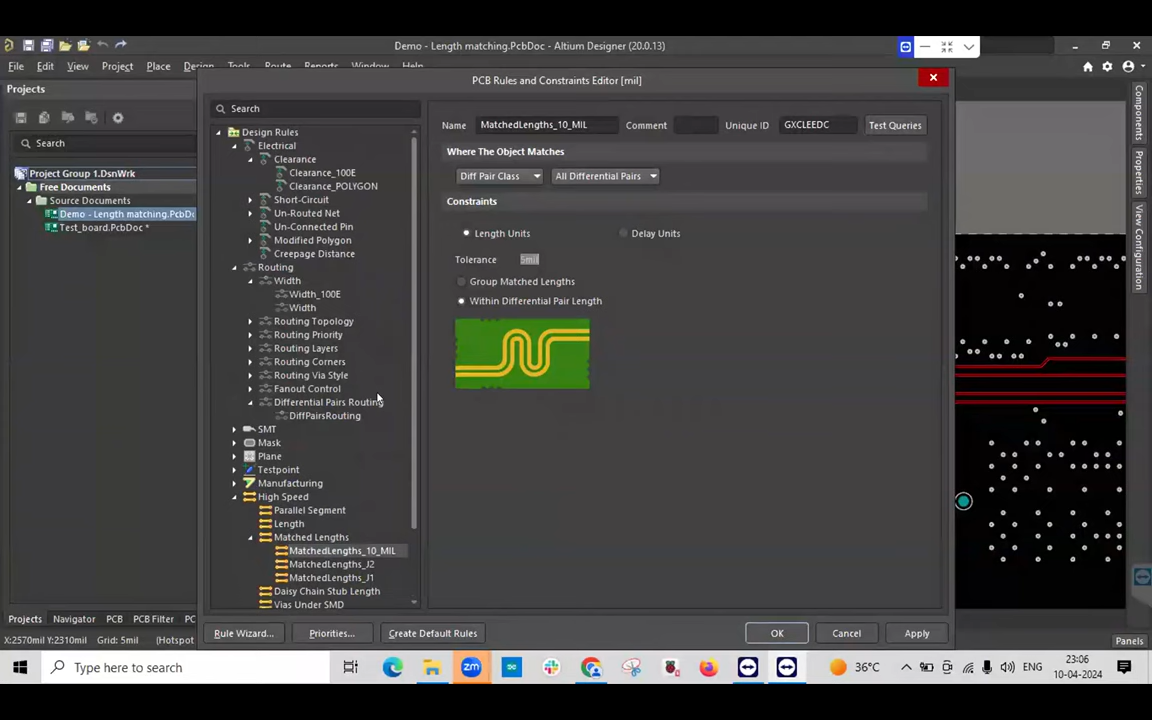 Demo - Length matching.PcbDoc - Altium Designer (20.0.13)
File Edit View Project Place Design Tools Route Reports Window Help
Projects
Search
Project Group 1.DsnWrk
Free Documents
Source Documents
Demo - Length matching.PcbDc
Test_board.PcbDoc *
Projects Navigator PCB PCB Filter PC
X:2570mil Y:2310mil Grid: 5mil (Hotspot
PCB Rules and Constraints Editor [mil]
Search
Design Rules
Electrical
Clearance
Clearance_100E
Clearance_POLYGON
Short-Circuit
Un-Routed Net
Un-Connected Pin
Modified Polygon
Creepage Distance
Routing
Width
Width_100E
Width
Routing Topology
Routing Priority
Routing Layers
Routing Corners
Routing Via Style
Fanout Control
Differential Pairs Routing
DiffPairsRouting
SMT
Mask
Plane
Testpoint
Manufacturing
High Speed
Parallel Segment
Length
Matched Lengths
MatchedLengths_10_MIL
MatchedLengths_J2
MatchedLengths_J1
Daisy Chain Stub Length
Vias Under SMD
Name MatchedLengths_10_MIL Comment Unique ID GXCLEEDC Test Queries
Where The Object Matches
Diff Pair Class All Differential Pairs
Constraints
Length Units Delay Units
Tolerance 5mil
Group Matched Lengths
Within Differential Pair Length
Rule Wizard... Priorities... Create Default Rules OK Cancel Apply
Components
Properties
View Configuration
Panels
Type here to search
zm
36°C
ENG
23:06
10-04-2024